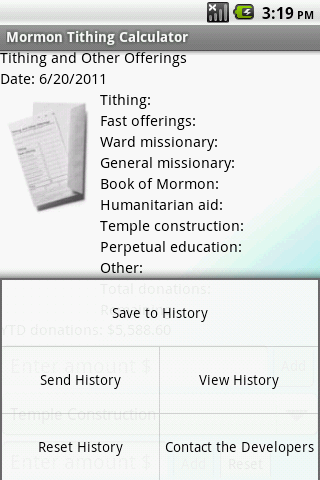 3:19 PM
Mormon Tithing Calculator
Tithing and Other Offerings
Date: 6/20/2011
Tithing:
Fast offerings:
Ward missionary:
General missionary:
Book of Mormon:
Humanitarian aid:
Temple construction:
Perpetual education:
Other:
Total donations:
Save to History
YTD donations: $5,588.60
Enter amount $ Add
Send History View History
Temple Construction
Reset History Contact the Developers
Enter amount $ Add Reset